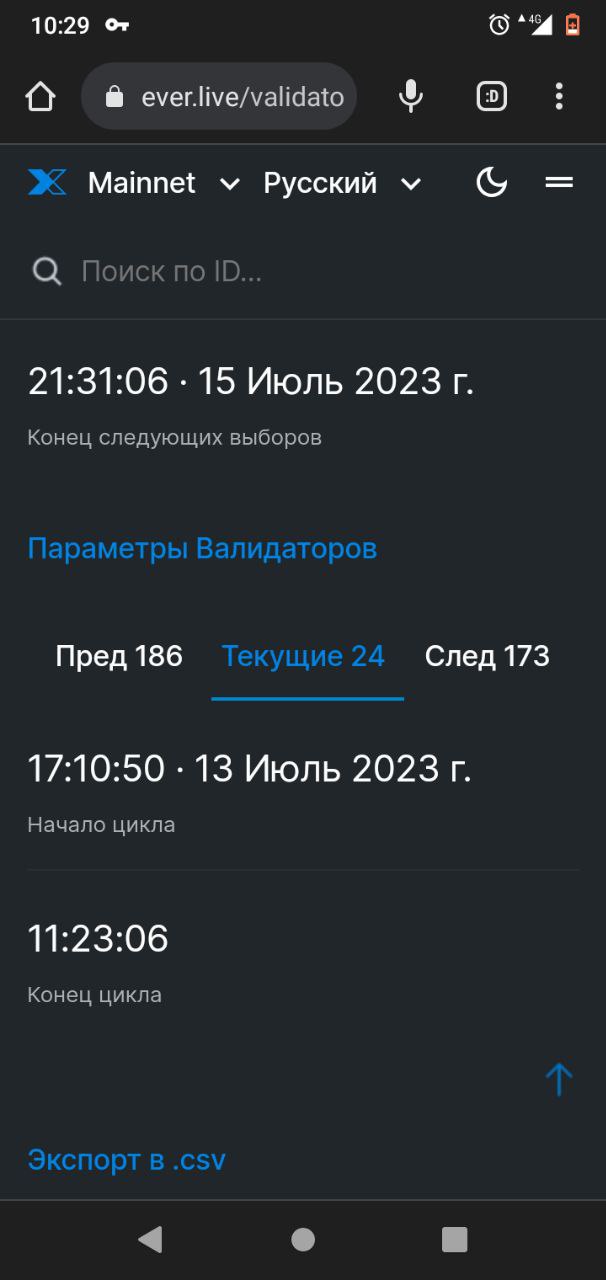 10:29
4G
ever.live/validato
:D
Mainnet Русский
Поиск по ID...
21:31:06 · 15 Июль 2023 г.
Конец следующих выборов
Параметры Валидаторов
Пред 186 Текущие 24 След 173
17:10:50 · 13 Июль 2023 г.
Начало цикла
11:23:06
Конец цикла
Экспорт в .csv